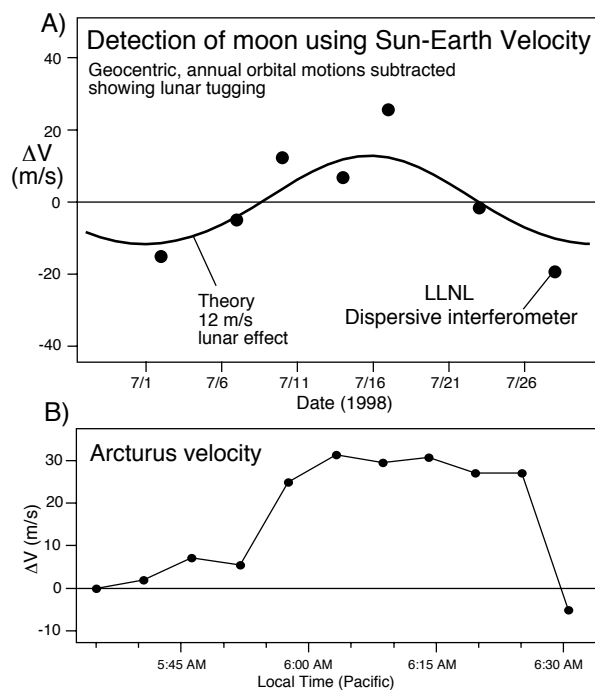 A)
Detection of moon using Sun-Earth Velocity
Geocentric, annual orbital motions subtracted
showing lunar tugging
40
20
0
-20
-40
ΔV
(m/s)
Theory
12 m/s
lunar effect
LLNL
Dispersive interferometer
7/1 7/6 7/11 7/16 7/21 7/26
Date (1998)
B)
Arcturus velocity
30
20
10
0
-10
ΔV (m/s)
5:45 AM 6:00 AM 6:15 AM 6:30 AM
Local Time (Pacific)